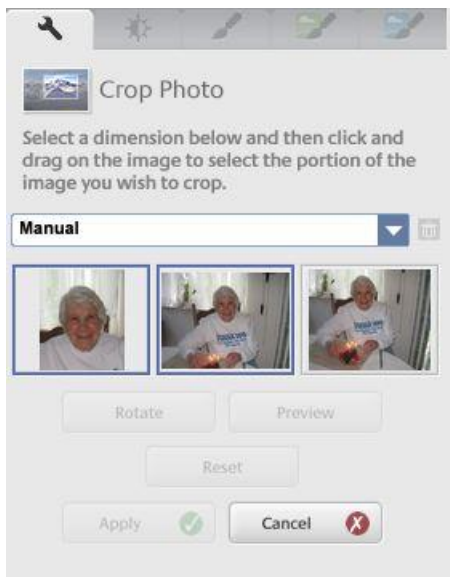 Crop Photo
Select a dimension below and then click and
drag on the image to select the portion of the
image you wish to crop.
Manual
Rotate
Preview
Reset
Apply
Cancel